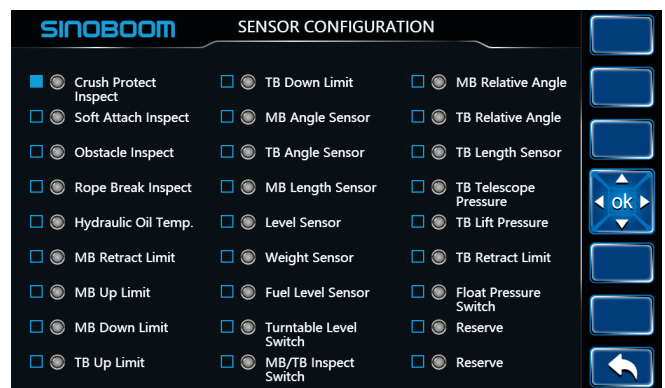 SINOBOOM
SENSOR CONFIGURATION
Crush Protect
Inspect
Soft Attach Inspect
Obstacle Inspect
Rope Break Inspect
Hydraulic Oil Temp.
MB Retract Limit
MB Up Limit
MB Down Limit
TB Up Limit
TB Down Limit
MB Angle Sensor
TB Angle Sensor
MB Length Sensor
Level Sensor
Weight Sensor
Fuel Level Sensor
Turntable Level
Switch
MB/TB Inspect
Switch
MB Relative Angle
TB Relative Angle
TB Length Sensor
TB Telescope
Pressure
TB Lift Pressure
TB Retract Limit
Float Pressure
Switch
Reserve
Reserve
ok